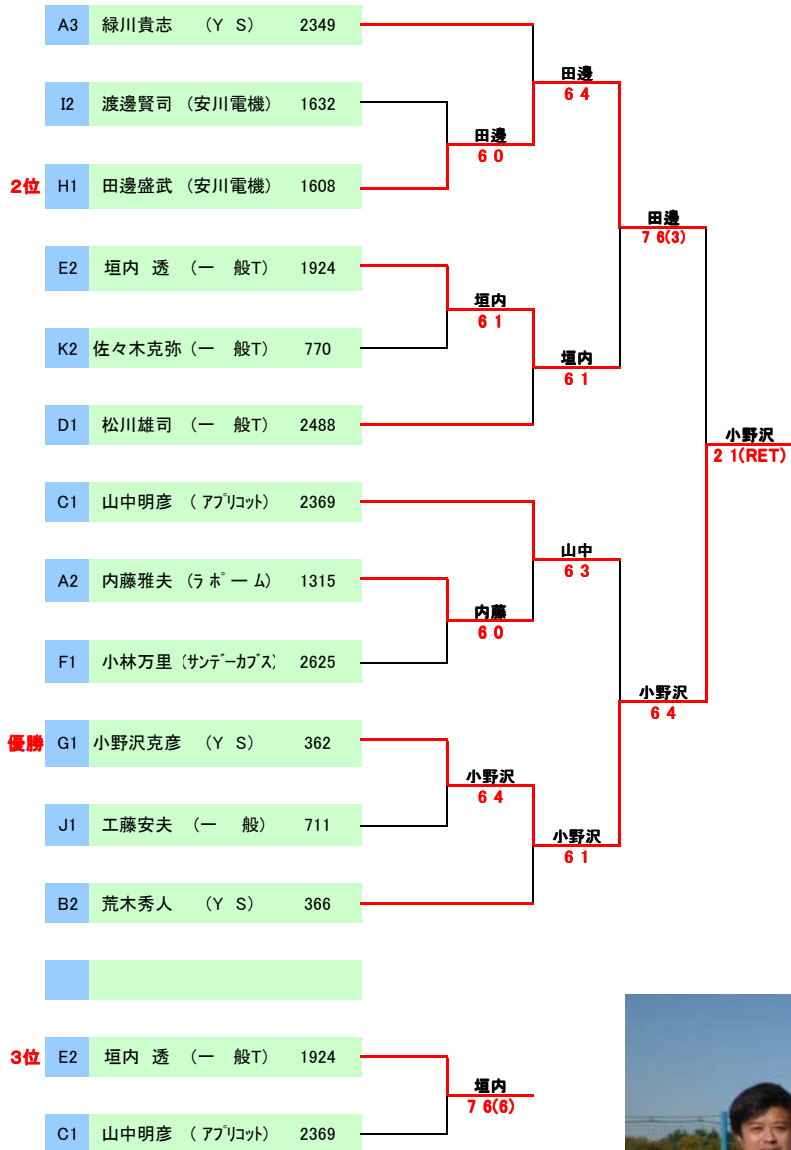 A3 緑川貴志 (Y S) 2349
田邊
6 4
I2 渡邊賢司 (安川電機) 1632
田邊
6 0
2位 H1 田邊盛武 (安川電機) 1608
田邊
7 6(3)
E2 垣内 透 (一 般T) 1924
垣内
6 1
K2 佐々木克弥 (一 般T) 770
垣内
6 1
D1 松川雄司 (一 般T) 2488
小野沢
2 1(RET)
C1 山中明彦 (アプリコット) 2369
山中
6 3
A2 内藤雅夫 (ラポーム) 1315
内藤
6 0
F1 小林万里 (サンデーカブス) 2625
小野沢
6 4
優勝 G1 小野沢克彦 (Y S) 362
小野沢
6 4
J1 工藤安夫 (一 般) 711
小野沢
6 1
B2 荒木秀人 (Y S) 366
3位 E2 垣内 透 (一 般T) 1924
垣内
7 6(6)
C1 山中明彦 (アプリコット) 2369